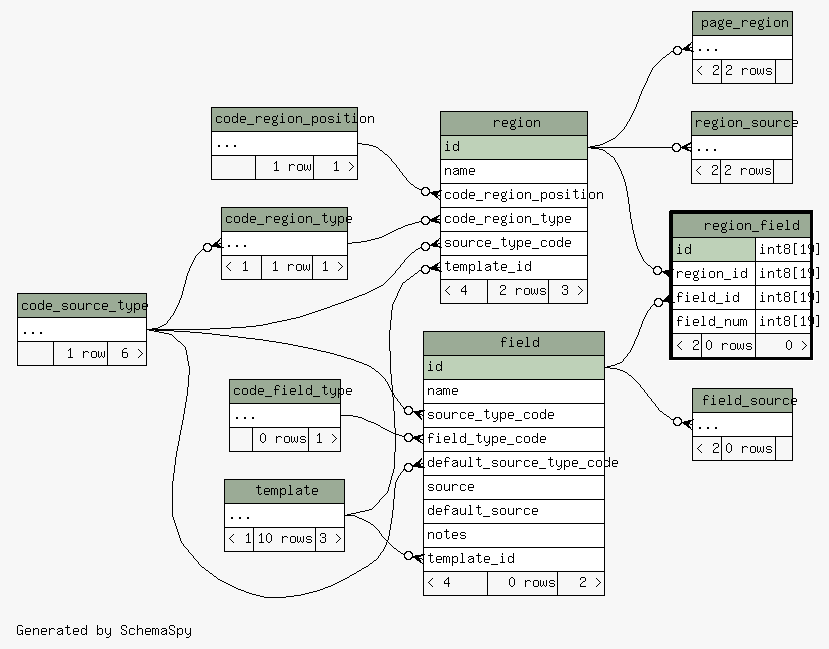 page_region
...
< 2 2 rows
code_region_position
...
1 row 1 >
region
id
name
code_region_position
code_region_type
source_type_code
template_id
< 4 2 rows 3 >
region_source
...
< 2 2 rows
code_region_type
...
< 1 1 row 1 >
region_field
id int8[19]
region_id int8[19]
field_id int8[19]
field_num int8[19]
< 2 0 rows 0 >
code_source_type
...
1 row 6 >
field
id
name
source_type_code
field_type_code
default_source_type_code
source
default_source
notes
template_id
< 4 0 rows 2 >
code_field_type
...
0 rows 1 >
field_source
...
< 2 0 rows
template
...
< 1 10 rows 3 >
Generated by SchemaSpy